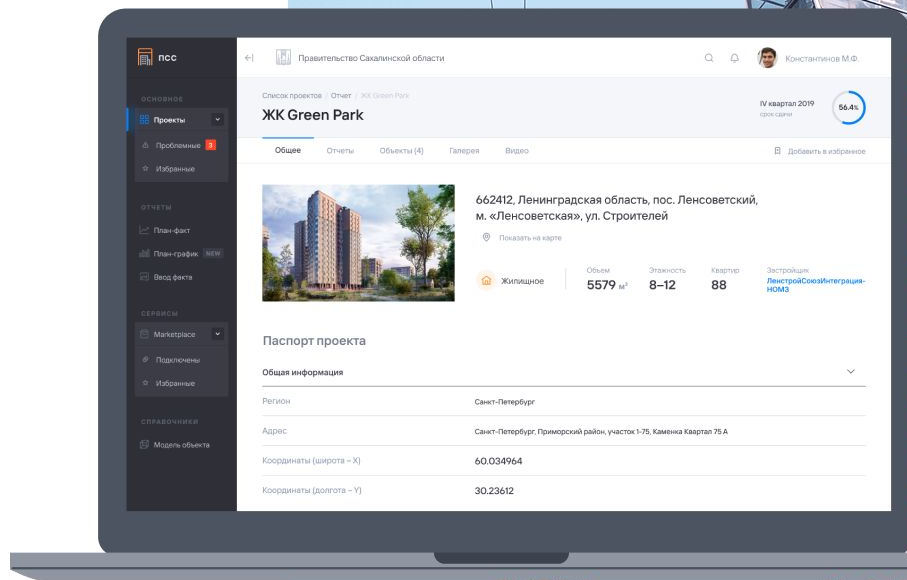 псс
Правительство Сахалинской области
Константинов М.Ф.
ОСНОВНОЕ
Проекты
Проблемные 3
Избранные
ОТЧЕТЫ
План-факт
План-график NEW
Ввод факта
СЕРВИСЫ
Marketplace
Подключены
Избранные
СПРАВОЧНИКИ
Модель объекта
Список проектов / Отчет / ЖК Green Park
ЖК Green Park
IV квартал 2019
срок сдачи
56.4%
Общее Отчеты Объекты (4) Галерея Видео
Добавить в избранное
662412, Ленинградская область, пос. Ленсоветский,
м. «Ленсоветская», ул. Строителей
Показать на карте
Жилищное
Объем Этажность Квартир Застройщик
5579 м² 8–12 88 ЛенстройСоюзИнтеграция-
НОМЗ
Паспорт проекта
Общая информация
Регион Санкт-Петербург
Адрес Санкт-Петербург, Приморский район, участок 1-75, Каменка Квартал 75 А
Координаты (широта – X) 60.034964
Координаты (долгота – Y) 30.23612